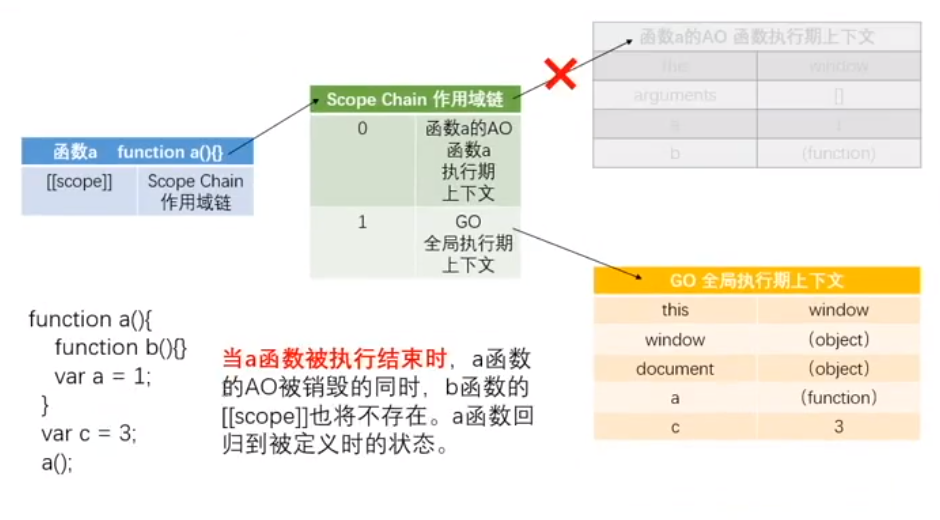 函数a的AO 函数执行期上下文
this window
arguments []
a 1
b (function)
Scope Chain 作用域链
0 函数a的AO
函数a
执行期
上下文
1 GO
全局执行期
上下文
函数a function a(){}
[[scope]] Scope Chain
作用域链
GO 全局执行期上下文
this window
window (object)
document (object)
a (function)
c 3
function a(){
function b(){}
var a = 1;
}
var c = 3;
a();
当a函数被执行结束时，a函数
的AO被销毁的同时，b函数的
[[scope]]也将不存在。a函数回
归到被定义时的状态。